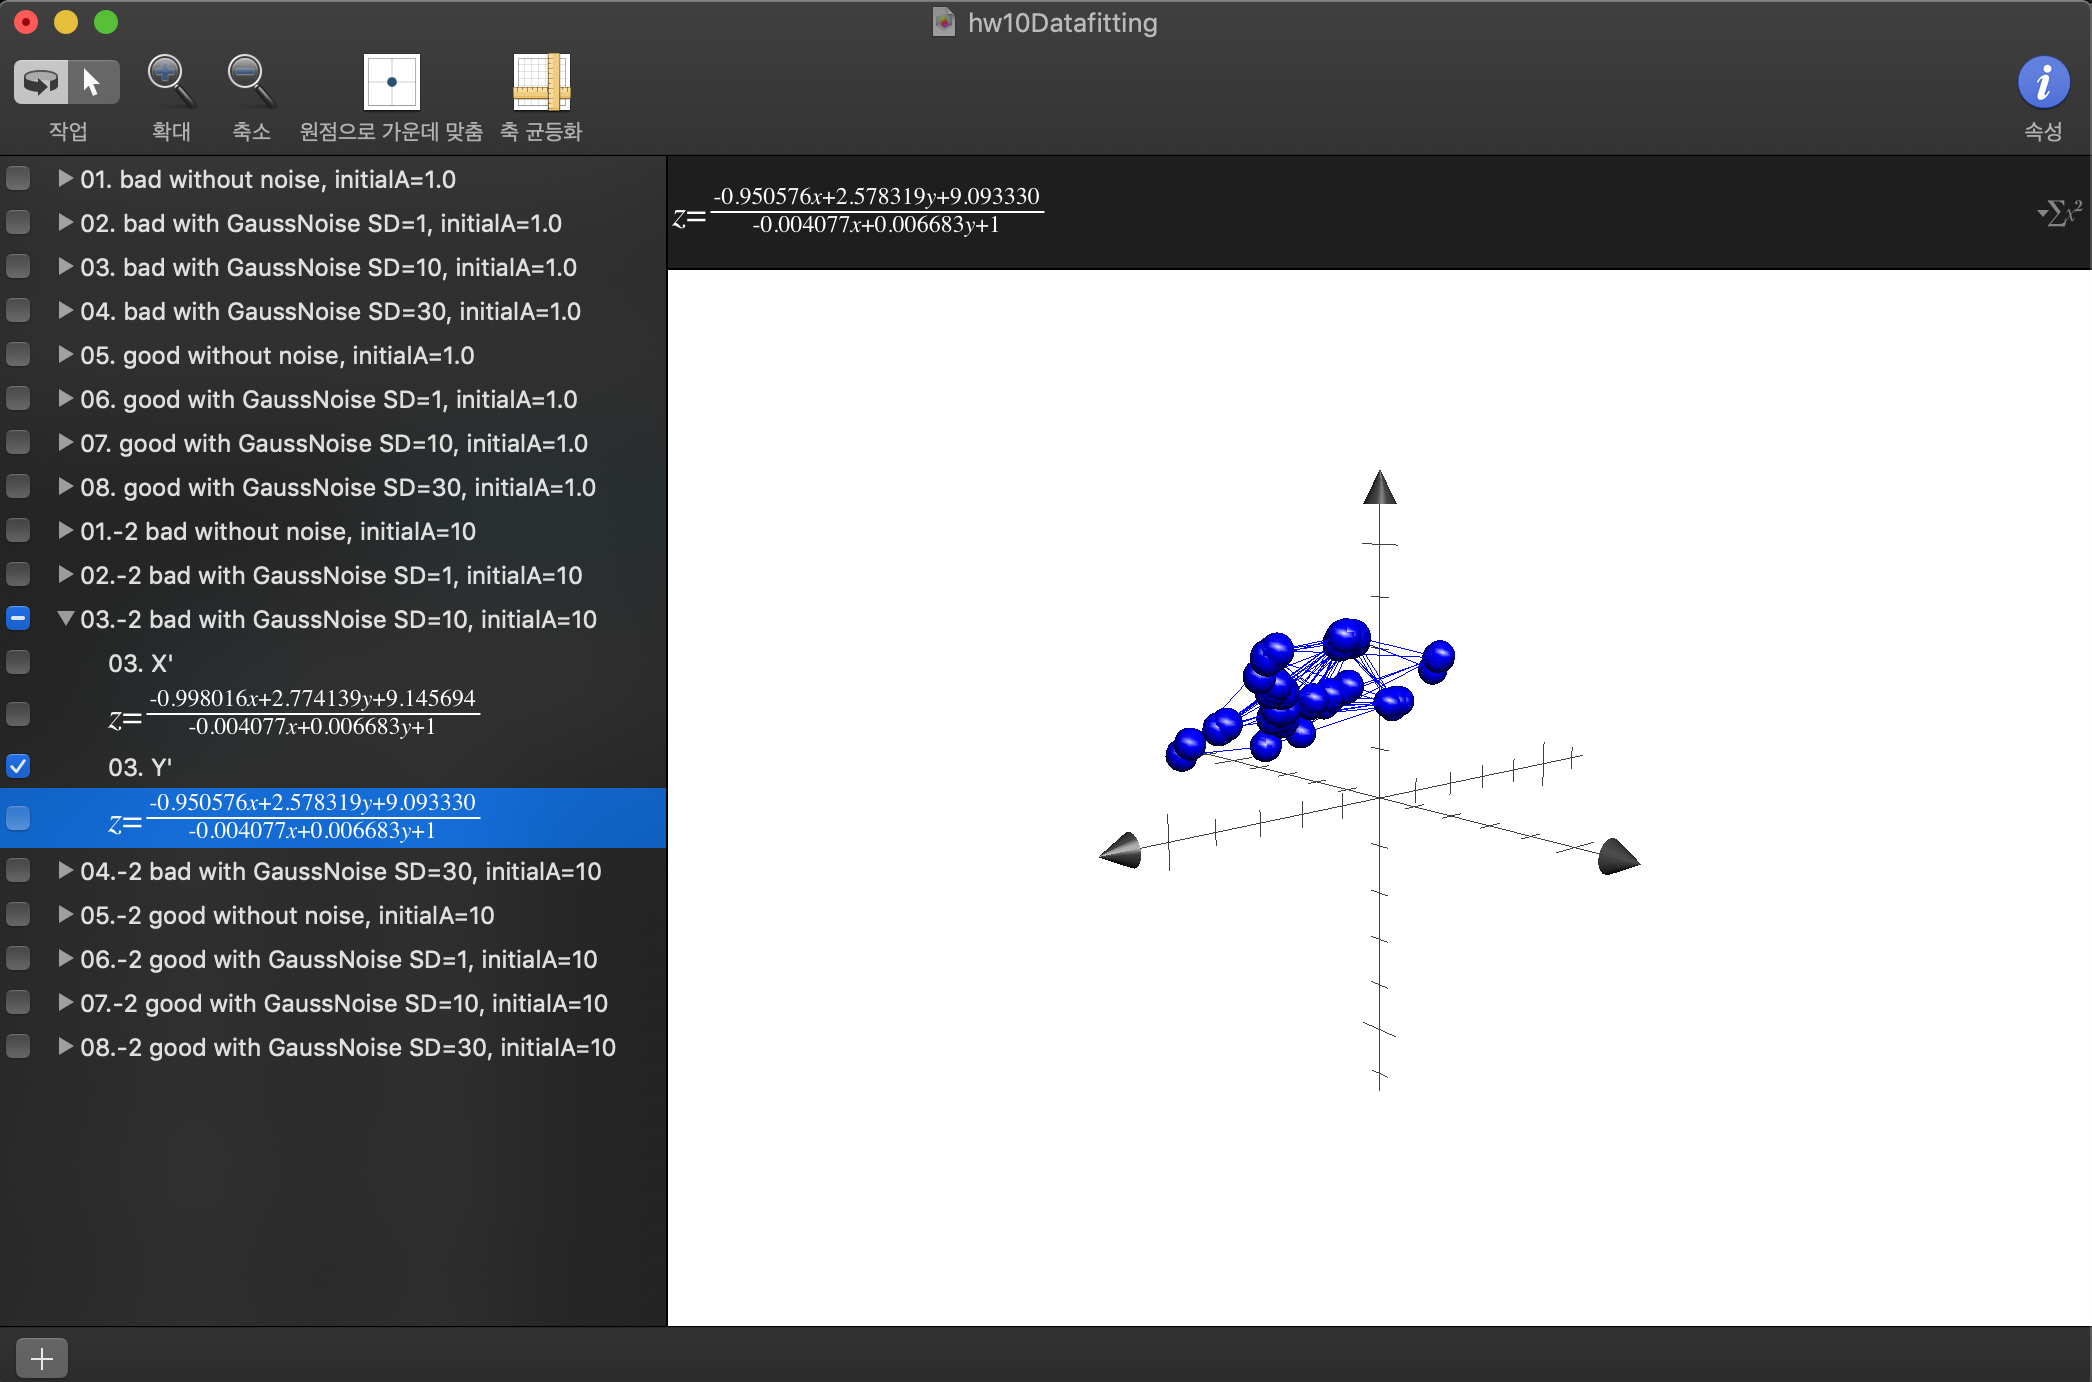 hw10Datafitting
작업
확대
축소
원점으로 가운데 맞춤
축 균등화
속성
01. bad without noise, initialA=1.0
02. bad with GaussNoise SD=1, initialA=1.0
03. bad with GaussNoise SD=10, initialA=1.0
04. bad with GaussNoise SD=30, initialA=1.0
05. good without noise, initialA=1.0
06. good with GaussNoise SD=1, initialA=1.0
07. good with GaussNoise SD=10, initialA=1.0
08. good with GaussNoise SD=30, initialA=1.0
01.-2 bad without noise, initialA=10
02.-2 bad with GaussNoise SD=1, initialA=10
03.-2 bad with GaussNoise SD=10, initialA=10
03. X'
z=
-0.998016x+2.774139y+9.145694
-0.004077x+0.006683y+1
03. Y'
z=
-0.950576x+2.578319y+9.093330
-0.004077x+0.006683y+1
04.-2 bad with GaussNoise SD=30, initialA=10
05.-2 good without noise, initialA=10
06.-2 good with GaussNoise SD=1, initialA=10
07.-2 good with GaussNoise SD=10, initialA=10
08.-2 good with GaussNoise SD=30, initialA=10
z=
-0.950576x+2.578319y+9.093330
-0.004077x+0.006683y+1
Σx²